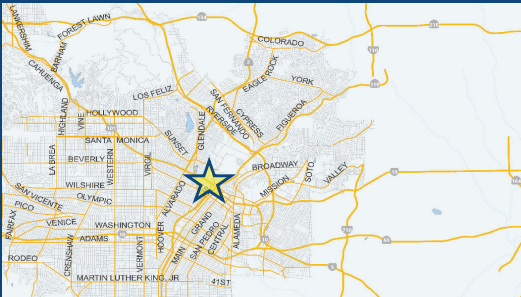 LANKERSHIM
FOREST LAWN
BARHAM
CAHUENGA
COLORADO
EAGLE ROCK
YORK
LOS FELIZ
SAN FERNANDO
RIVERSIDE
CYPRESS
FIGUEROA
HIGHLAND
VINE
HOLLYWOOD
GLENDALE
SANTA MONICA
SUNSET
LA BREA
BEVERLY
WESTERN
VIRGIL
BROADWAY
SOTO
VALLEY
MISSION
WILSHIRE
ALVARADO
SAN VICENTE
OLYMPIC
PICO
FAIRFAX
VENICE
WASHINGTON
HOOVER
GRAND
SAN PEDRO
CENTRAL
ALAMEDA
ADAMS
CRENSHAW
VERMONT
MAIN
RODEO
MARTIN LUTHER KING, JR
41ST